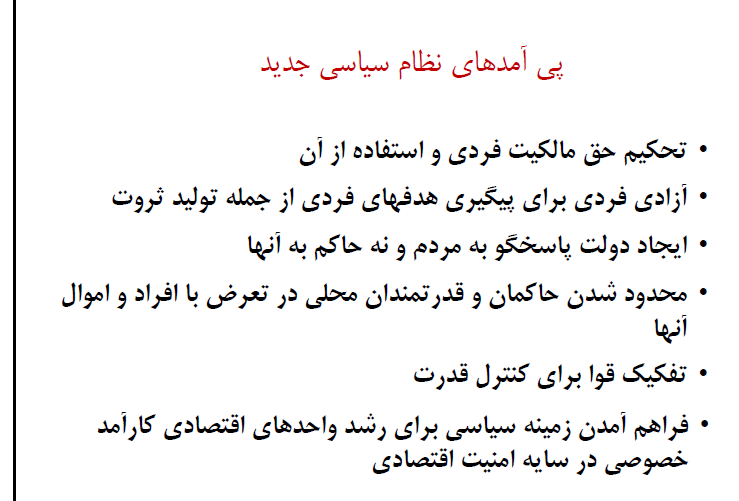 پی آمدهای نظام سیاسی جدید
• تحکیم حق مالکیت فردی و استفاده از آن
• آزادی فردی برای پیگیری هدفهای فردی از جمله تولید ثروت
• ایجاد دولت پاسخگو به مردم و نه حاکم به آنها
• محدود شدن حاکمان و قدرتمندان محلی در تعرض با افراد و اموال
آنها
• تفکیک قوا برای کنترل قدرت
• فراهم آمدن زمینه سیاسی برای رشد واحدهای اقتصادی کارآمد
خصوصی در سایه امنیت اقتصادی